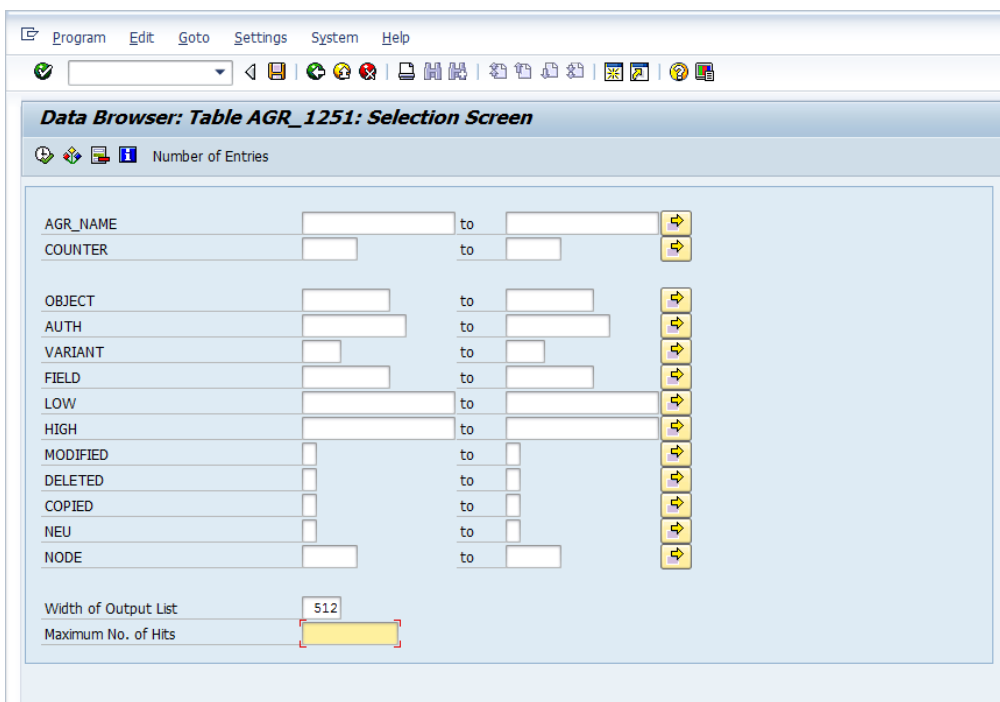 Program Edit Goto Settings System Help
Data Browser: Table AGR_1251: Selection Screen
Number of Entries
AGR_NAME to
COUNTER to
OBJECT to
AUTH to
VARIANT to
FIELD to
LOW to
HIGH to
MODIFIED to
DELETED to
COPIED to
NEU to
NODE to
Width of Output List 512
Maximum No. of Hits